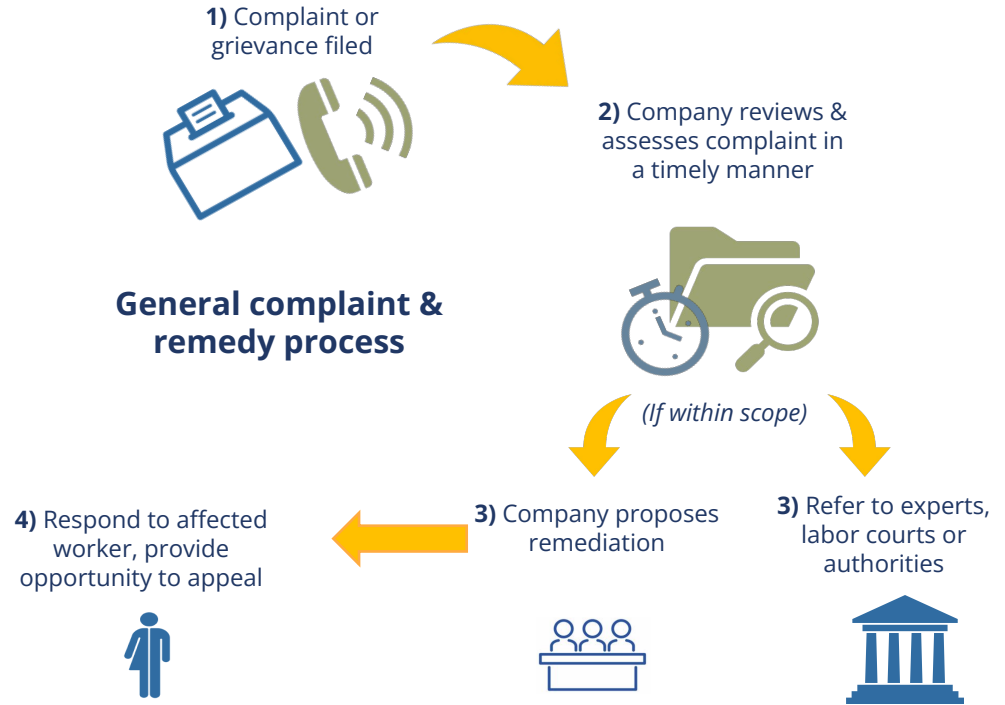 1) Complaint or
grievance filed
2) Company reviews &
assesses complaint in
a timely manner
General complaint &
remedy process
(If within scope)
3) Company proposes
remediation
3) Refer to experts,
labor courts or
authorities
4) Respond to affected
worker, provide
opportunity to appeal